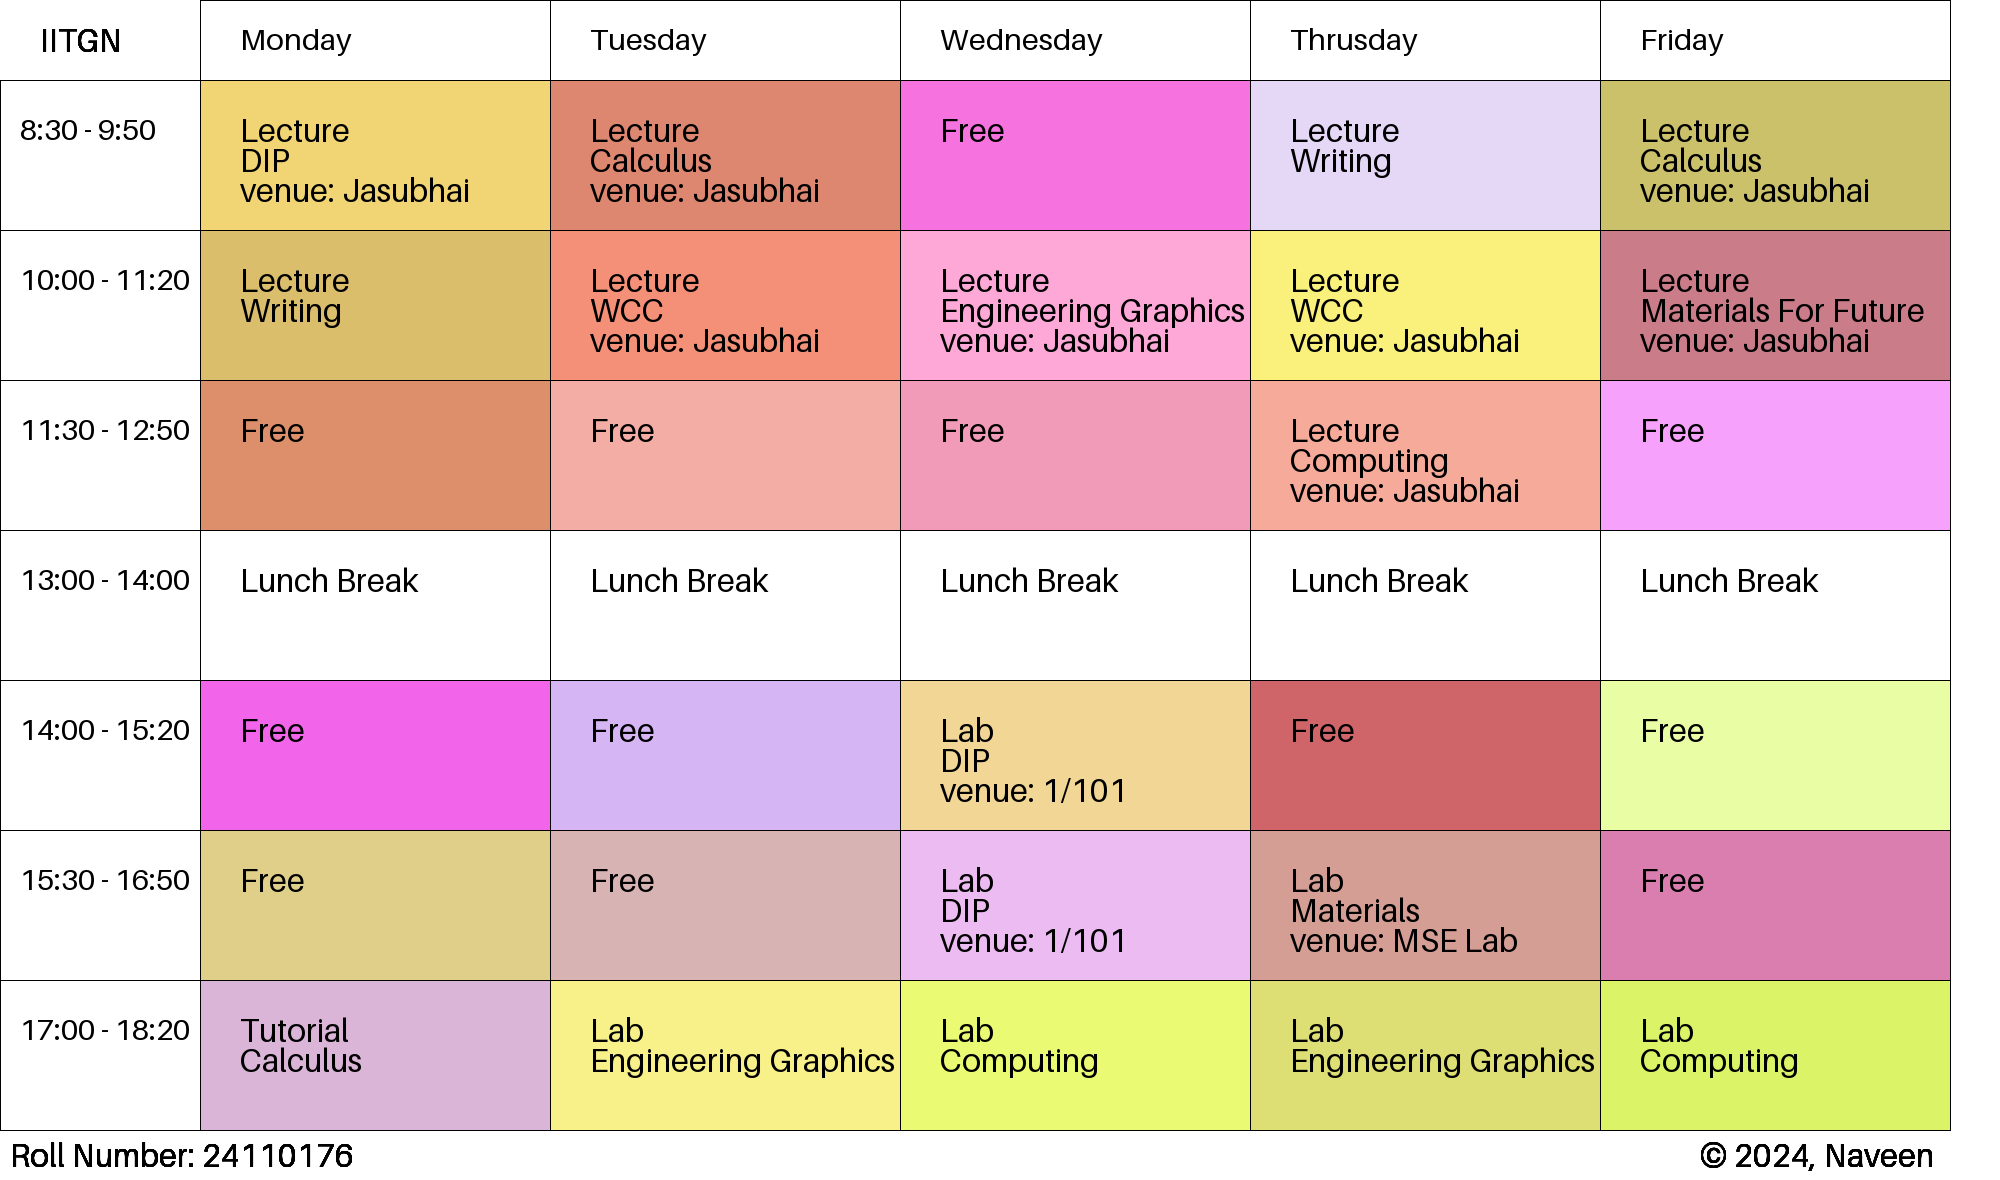 IITGN
Monday
Tuesday
Wednesday
Thrusday
Friday
8:30 - 9:50
Lecture
DIP
venue: Jasubhai
Lecture
Calculus
venue: Jasubhai
Free
Lecture
Writing
Lecture
Calculus
venue: Jasubhai
10:00 - 11:20
Lecture
Writing
Lecture
WCC
venue: Jasubhai
Lecture
Engineering Graphics
venue: Jasubhai
Lecture
WCC
venue: Jasubhai
Lecture
Materials For Future
venue: Jasubhai
11:30 - 12:50
Free
Free
Free
Lecture
Computing
venue: Jasubhai
Free
13:00 - 14:00
Lunch Break
Lunch Break
Lunch Break
Lunch Break
Lunch Break
14:00 - 15:20
Free
Free
Lab
DIP
venue: 1/101
Free
Free
15:30 - 16:50
Free
Free
Lab
DIP
venue: 1/101
Lab
Materials
venue: MSE Lab
Free
17:00 - 18:20
Tutorial
Calculus
Lab
Engineering Graphics
Lab
Computing
Lab
Engineering Graphics
Lab
Computing
Roll Number: 24110176
© 2024, Naveen